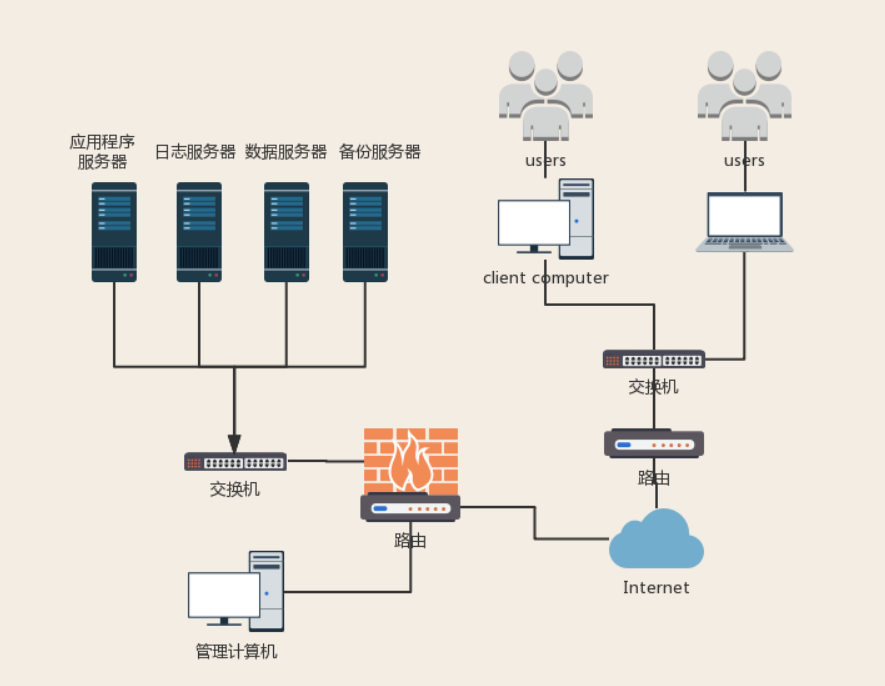 users
users
应用程序
服务器
日志服务器
数据服务器
备份服务器
client computer
交换机
路由
交换机
路由
Internet
管理计算机